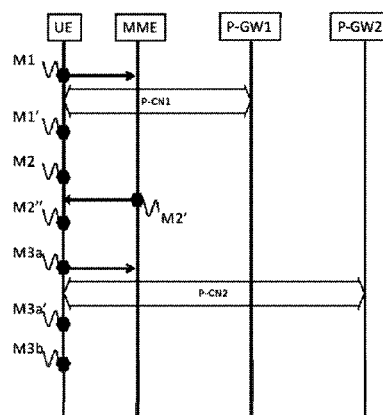 UE MME P-GW1 P-GW2
M1
P-CN1
M1'
M2
M2''
M2'
M3a
P-CN2
M3a'
M3b